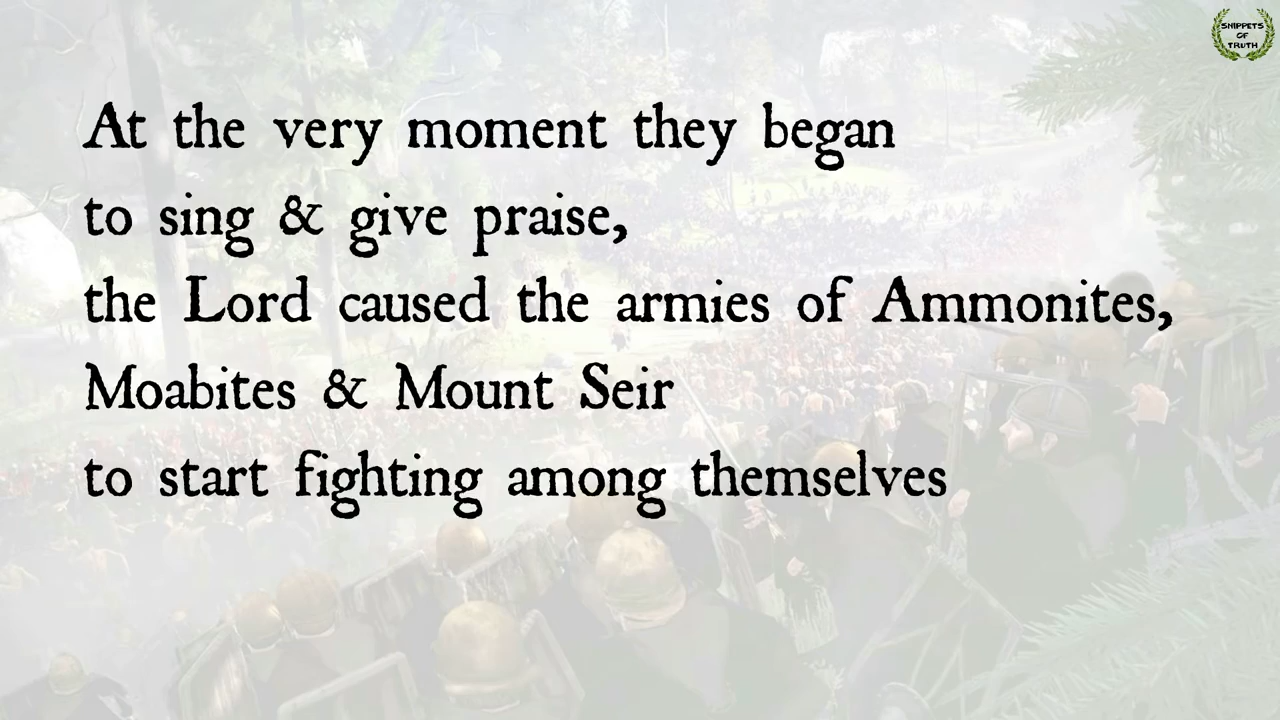 SNIPPETS
OF
TRUTH
At the very moment they began
to sing & give praise,
the Lord caused the armies of Ammonites,
Moabites & Mount Seir
to start fighting among themselves